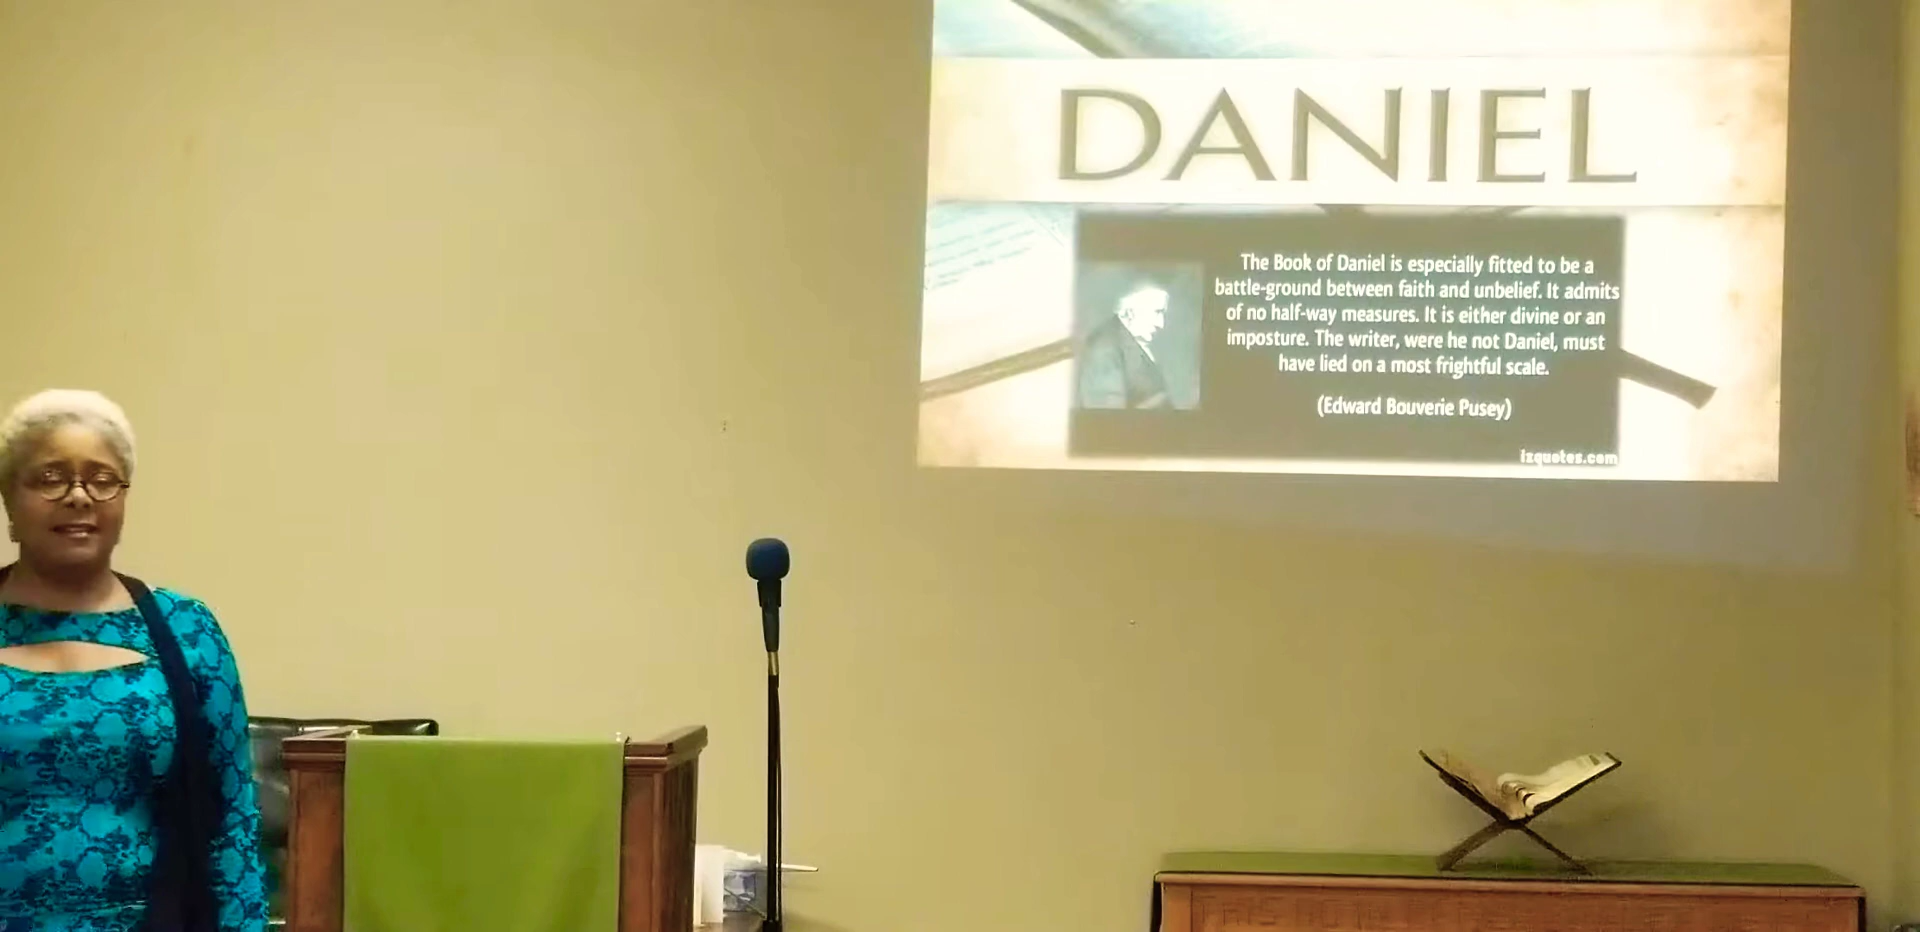 DANIEL
The Book of Daniel is especially fitted to be a
battle-ground between faith and unbelief. It admits
of no half-way measures. It is either divine or an
imposture. The writer, were he not Daniel, must
have lied on a most frightful scale.
(Edward Bouverie Pusey)
izquotes.com